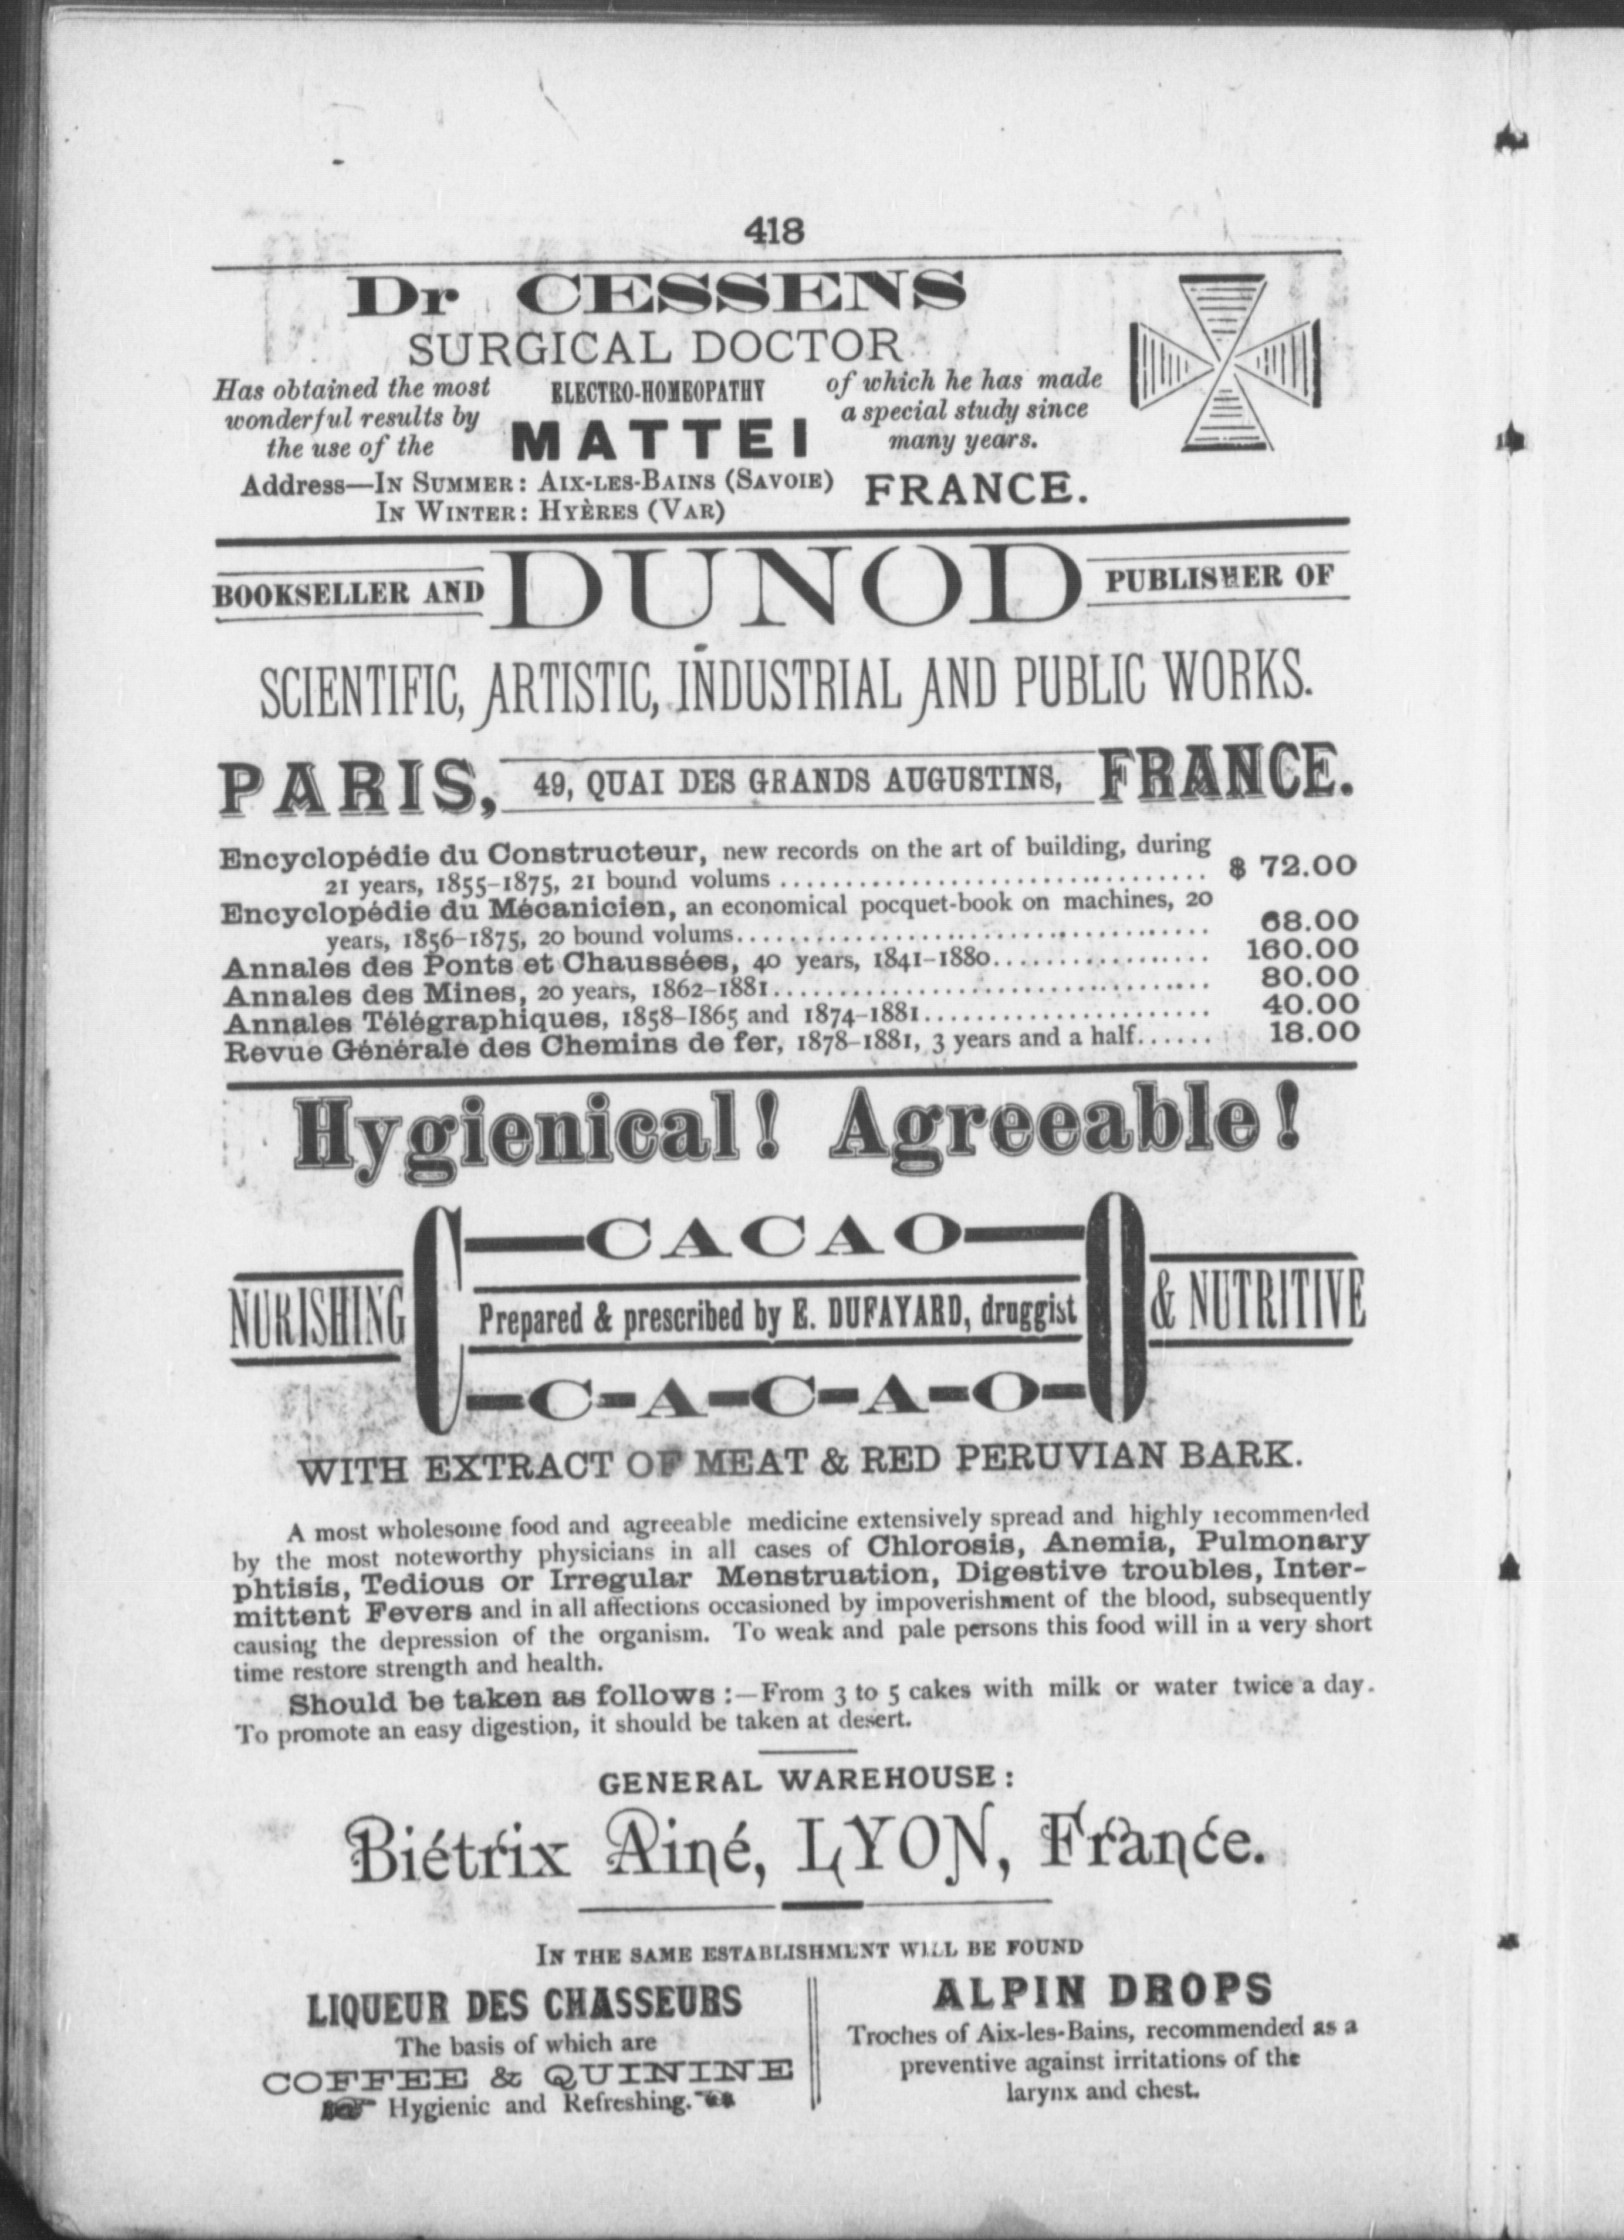 418
Dr CESSENS
SURGICAL DOCTOR
Has obtained the most
wonderful results by
the use of the
ELECTRO-HOMEOPATHY
MATTEI
of which he has made
a special study since
many years.
Address—IN SUMMER: AIX-LES-BAINS (SAVOIE)
IN WINTER: HYÈRES (VAR)
FRANCE.
BOOKSELLER AND DUNOD PUBLISHER OF
SCIENTIFIC, ARTISTIC, INDUSTRIAL AND PUBLIC WORKS.
PARIS, 49, QUAI DES GRANDS AUGUSTINS, FRANCE.
Encyclopédie du Constructeur, new records on the art of building, during
21 years, 1855-1875, 21 bound volums ................................ $ 72.00
Encyclopédie du Mécanicien, an economical pocquet-book on machines, 20
years, 1856-1875, 20 bound volums.................................... 68.00
Annales des Ponts et Chaussées, 40 years, 1841-1880................. 160.00
Annales des Mines, 20 years, 1862-1881................................. 80.00
Annales Télégraphiques, 1858-1865 and 1874-1881...................... 40.00
Revue Générale des Chemins de fer, 1878-1881, 3 years and a half...... 18.00
Hygienical! Agreeable!
CACAO
NURISHING C Prepared & prescribed by E. DUFAYARD, druggist O & NUTRITIVE
C-A-C-A-O
WITH EXTRACT OF MEAT & RED PERUVIAN BARK.
A most wholesome food and agreeable medicine extensively spread and highly recommended
by the most noteworthy physicians in all cases of Chlorosis, Anemia, Pulmonary
phtisis, Tedious or Irregular Menstruation, Digestive troubles, Inter-
mittent Fevers and in all affections occasioned by impoverishment of the blood, subsequently
causing the depression of the organism. To weak and pale persons this food will in a very short
time restore strength and health.
Should be taken as follows :—From 3 to 5 cakes with milk or water twice a day.
To promote an easy digestion, it should be taken at desert.
GENERAL WAREHOUSE:
Biétrix Ainé, LYON, France.
IN THE SAME ESTABLISHMENT WILL BE FOUND
LIQUEUR DES CHASSEURS
The basis of which are
COFFEE & QUININE
Hygienic and Refreshing.
ALPIN DROPS
Troches of Aix-les-Bains, recommended as a
preventive against irritations of the
larynx and chest.